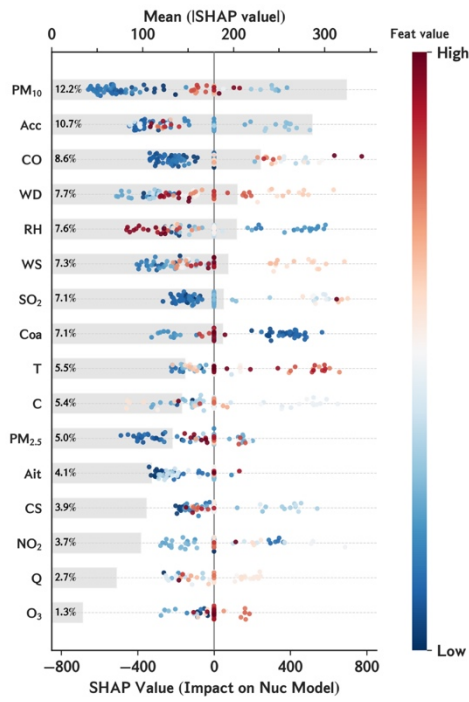 Mean (|SHAP value|)
0 100 200 300
Feat value
High
PM₁₀ 12.2%
Acc 10.7%
CO 8.6%
WD 7.7%
RH 7.6%
WS 7.3%
SO₂ 7.1%
Coa 7.1%
T 5.5%
C 5.4%
PM₂.₅ 5.0%
Ait 4.1%
CS 3.9%
NO₂ 3.7%
Q 2.7%
O₃ 1.3%
Low
−800 −400 0 400 800
SHAP Value (Impact on Nuc Model)